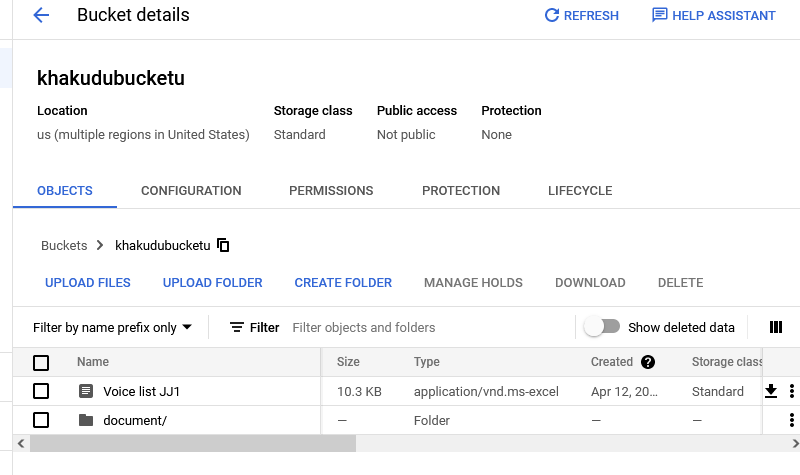 Bucket details
REFRESH
HELP ASSISTANT
khakudubucketu
Location Storage class Public access Protection
us (multiple regions in United States) Standard Not public None
OBJECTS CONFIGURATION PERMISSIONS PROTECTION LIFECYCLE
Buckets > khakudubucketu
UPLOAD FILES UPLOAD FOLDER CREATE FOLDER MANAGE HOLDS DOWNLOAD DELETE
Filter by name prefix only Filter Filter objects and folders Show deleted data
Name Size Type Created ? Storage class
Voice list JJ1 10.3 KB application/vnd.ms-excel Apr 12, 20... Standard
document/ — Folder — —